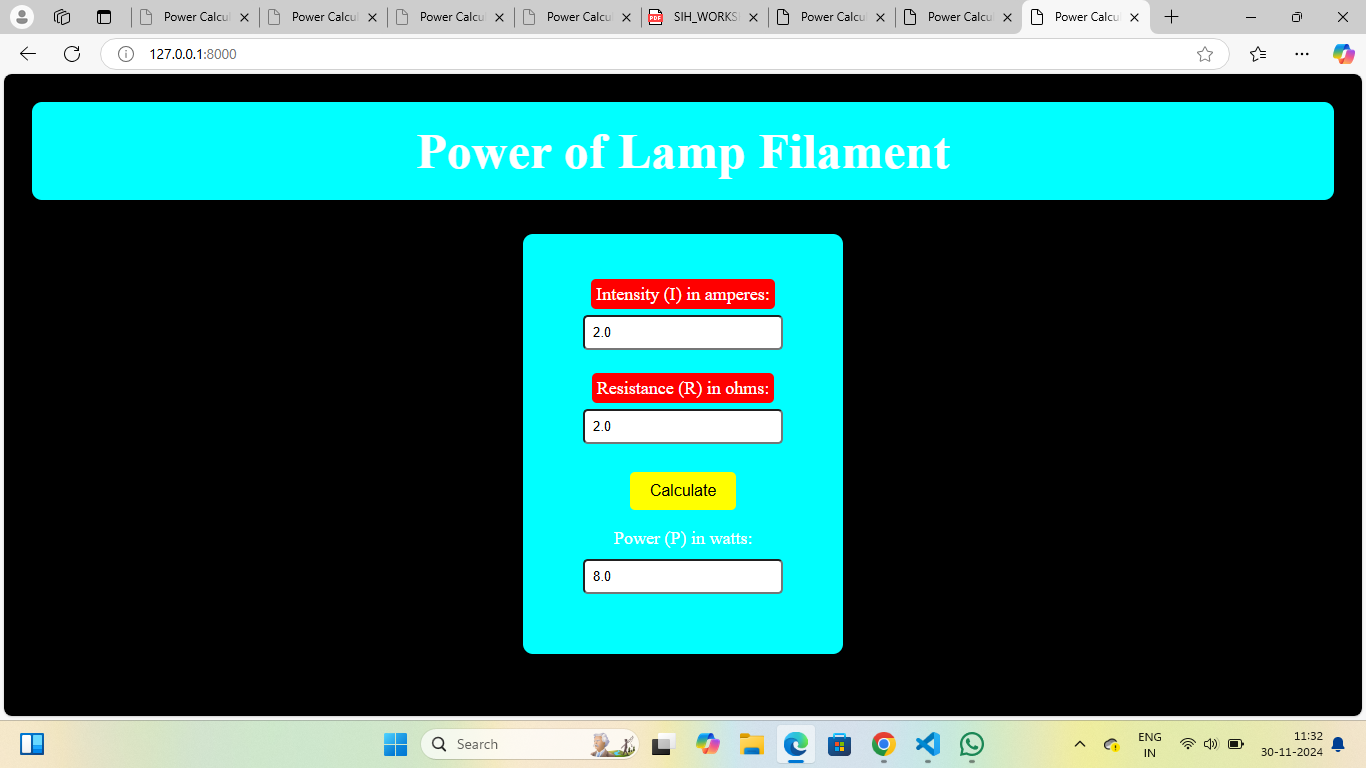 Power Calcul
Power Calcul
Power Calcul
Power Calcul
SIH_WORKS
Power Calcul
Power Calcul
Power Calcul
127.0.0.1:8000
Power of Lamp Filament
Intensity (I) in amperes:
2.0
Resistance (R) in ohms:
2.0
Calculate
Power (P) in watts:
8.0
Search
ENG
IN
11:32
30-11-2024